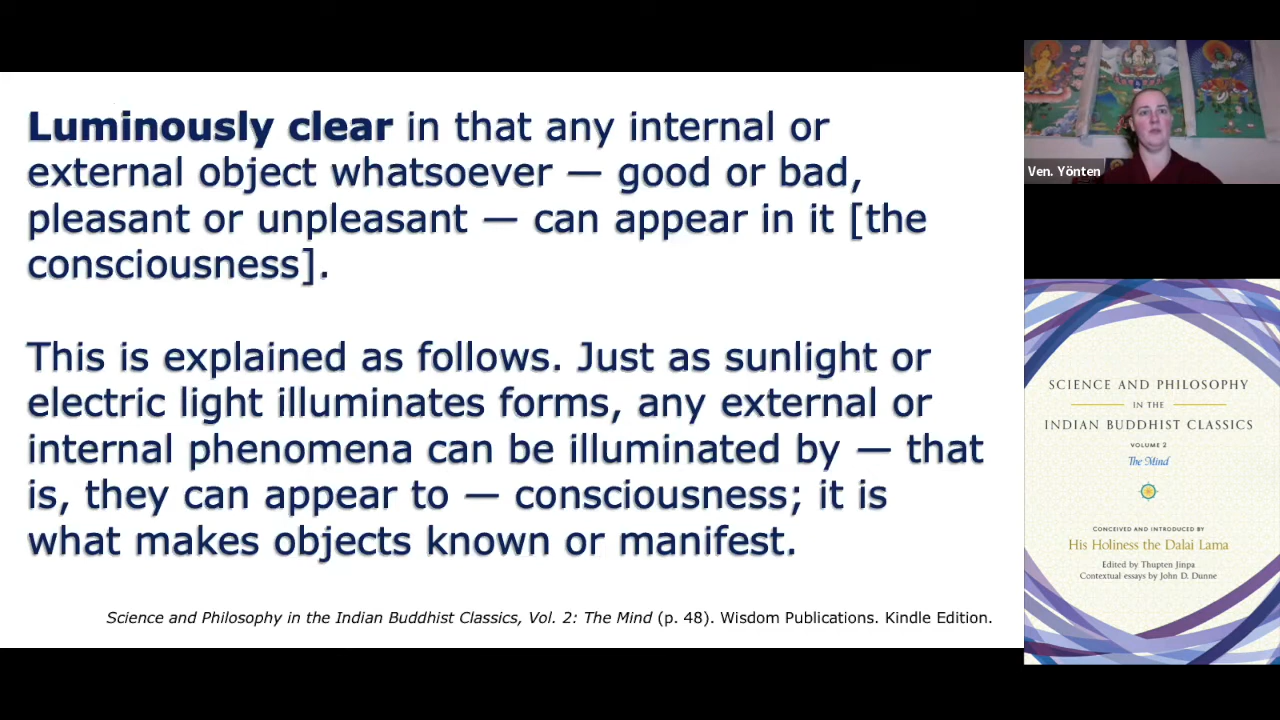 Luminously clear in that any internal or
external object whatsoever — good or bad,
pleasant or unpleasant — can appear in it [the
consciousness].
This is explained as follows. Just as sunlight or
electric light illuminates forms, any external or
internal phenomena can be illuminated by — that
is, they can appear to — consciousness; it is
what makes objects known or manifest.
Science and Philosophy in the Indian Buddhist Classics, Vol. 2: The Mind (p. 48). Wisdom Publications. Kindle Edition.
Ven. Yönten
SCIENCE AND PHILOSOPHY
IN THE
INDIAN BUDDHIST CLASSICS
VOLUME 2
The Mind
CONCEIVED AND INTRODUCED BY
His Holiness the Dalai Lama
Edited by Thupten Jinpa
Contextual essays by John D. Dunne